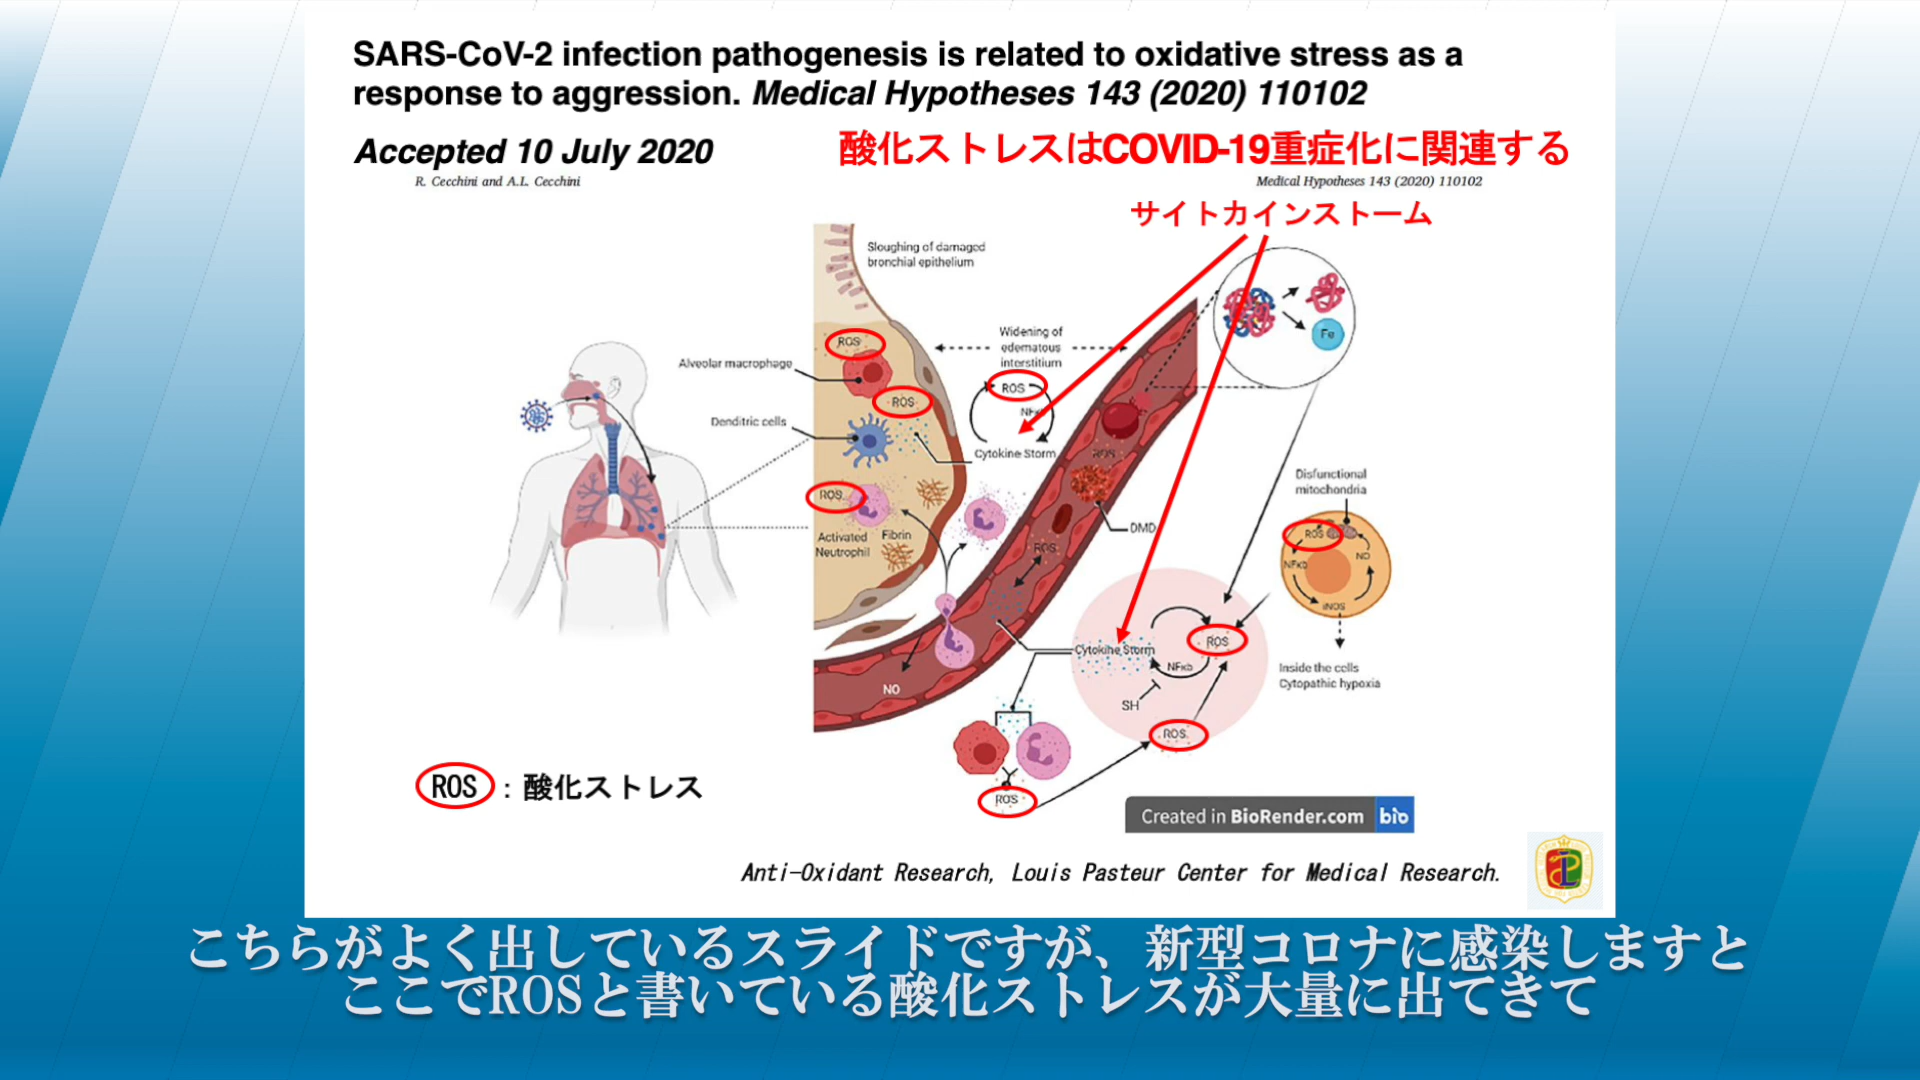 SARS-CoV-2 infection pathogenesis is related to oxidative stress as a
response to aggression. Medical Hypotheses 143 (2020) 110102
Accepted 10 July 2020
酸化ストレスはCOVID-19重症化に関連する
R. Cecchini and A.L. Cecchini
Medical Hypotheses 143 (2020) 110102
サイトカインストーム
Sloughing of damaged
bronchial epithelium
Widening of
edematous
interstitium
Fe
ROS
Alveolar macrophage
ROS
ROS
NFκb
Denditric cells
Cytokine Storm
ROS
Disfunctional
mitochondria
ROS
Activated
Neutrophil
Fibrin
DMD
ROS
ROS
NO
NFκb
iNOS
Cytokine Storm
ROS
NFκb
Inside the cells
Cytopathic hypoxia
NO
SH
ROS
ROS
ROS : 酸化ストレス
Created in BioRender.com bio
Anti-Oxidant Research, Louis Pasteur Center for Medical Research.
こちらがよく出しているスライドですが、新型コロナに感染しますと
ここでROSと書いている酸化ストレスが大量に出てきて